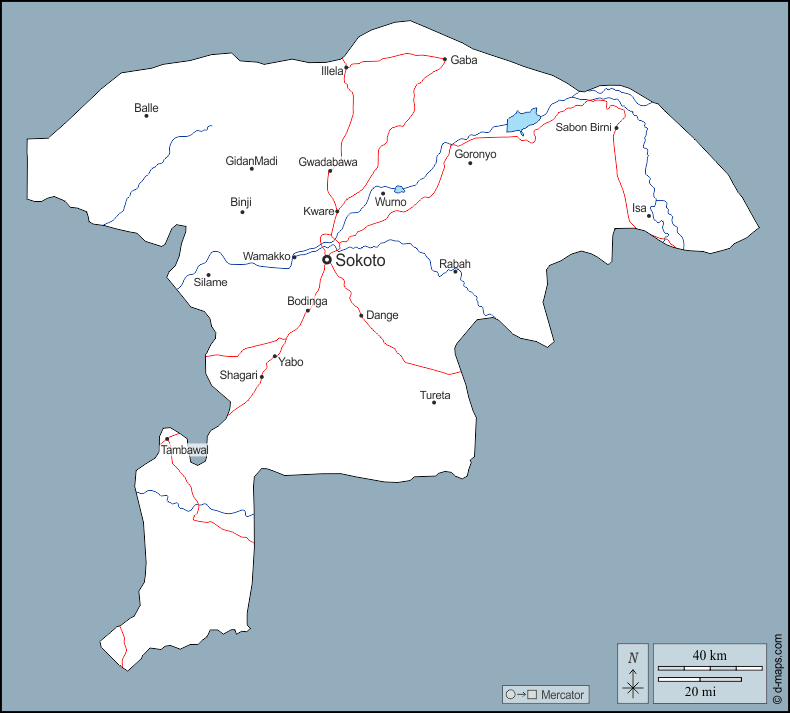 Gaba
Illela
Balle
Sabon Birni
Goronyo
GidanMadi
Gwadabawa
Wurno
Binji
Kware
Isa
Wamakko
Sokoto
Rabah
Silame
Bodinga
Dange
Yabo
Shagari
Tureta
Tambawal
N
40 km
20 mi
Mercator
© d-maps.com